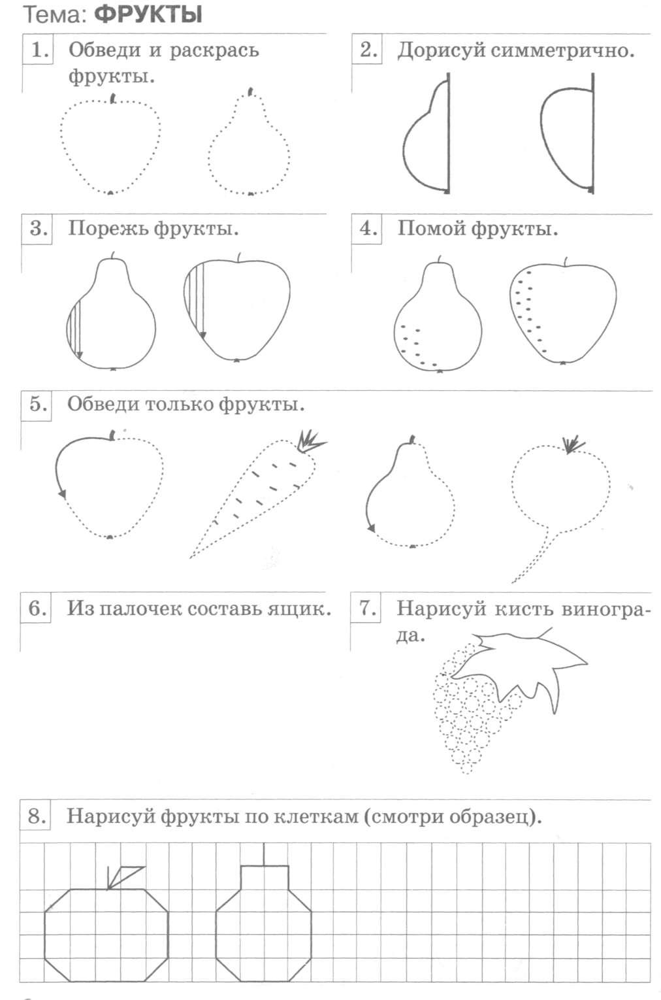 Тема: ФРУКТЫ
1. Обведи и раскрась
фрукты.
2. Дорисуй симметрично.
3. Порежь фрукты.
4. Помой фрукты.
5. Обведи только фрукты.
6. Из палочек составь ящик.
7. Нарисуй кисть виногра-
да.
8. Нарисуй фрукты по клеткам (смотри образец).